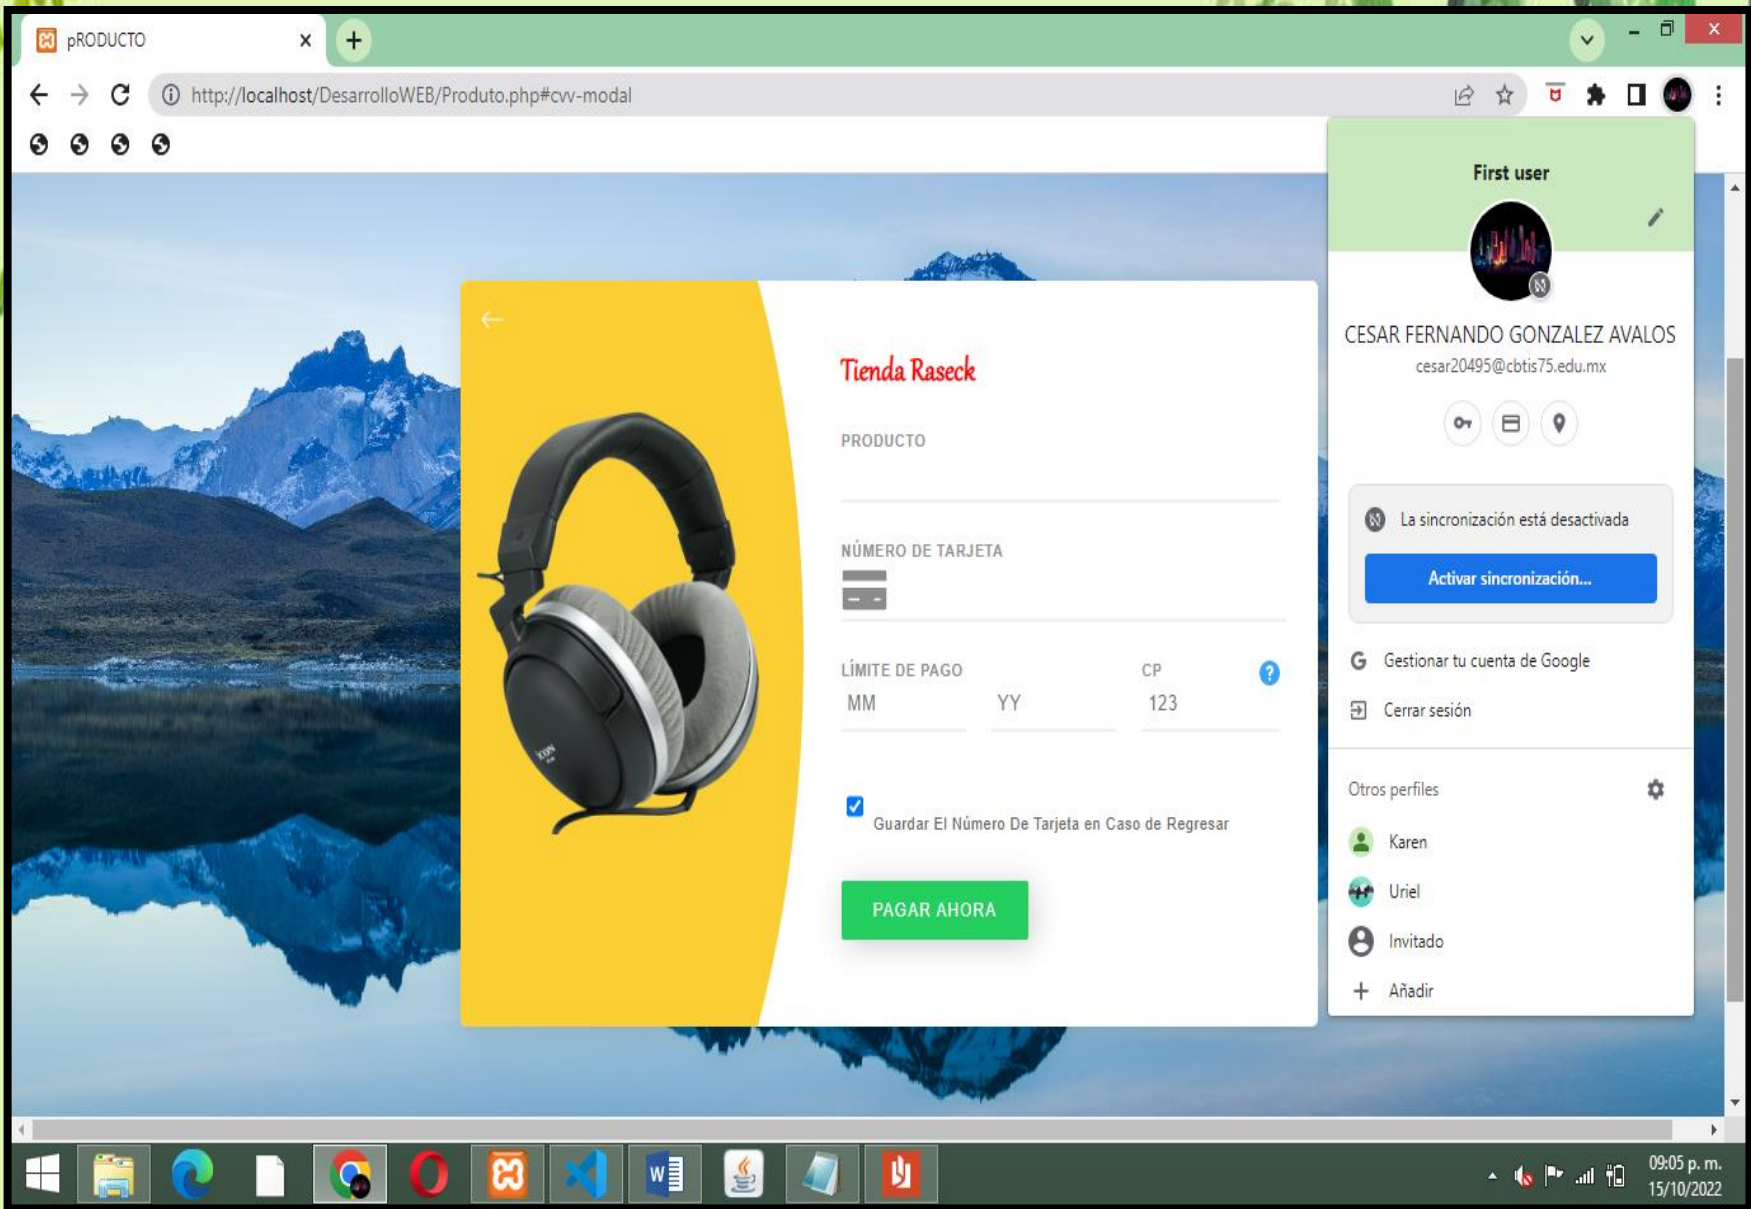 pRODUCTO
http://localhost/DesarrolloWEB/Produto.php#cvv-modal
First user
CESAR FERNANDO GONZALEZ AVALOS
cesar20495@cbtis75.edu.mx
La sincronización está desactivada
Activar sincronización...
Gestionar tu cuenta de Google
Cerrar sesión
Otros perfiles
Karen
Uriel
Invitado
Añadir
Tienda Raseck
PRODUCTO
NÚMERO DE TARJETA
LÍMITE DE PAGO CP ?
MM YY 123
Guardar El Número De Tarjeta en Caso de Regresar
PAGAR AHORA
ICON
09:05 p. m.
15/10/2022